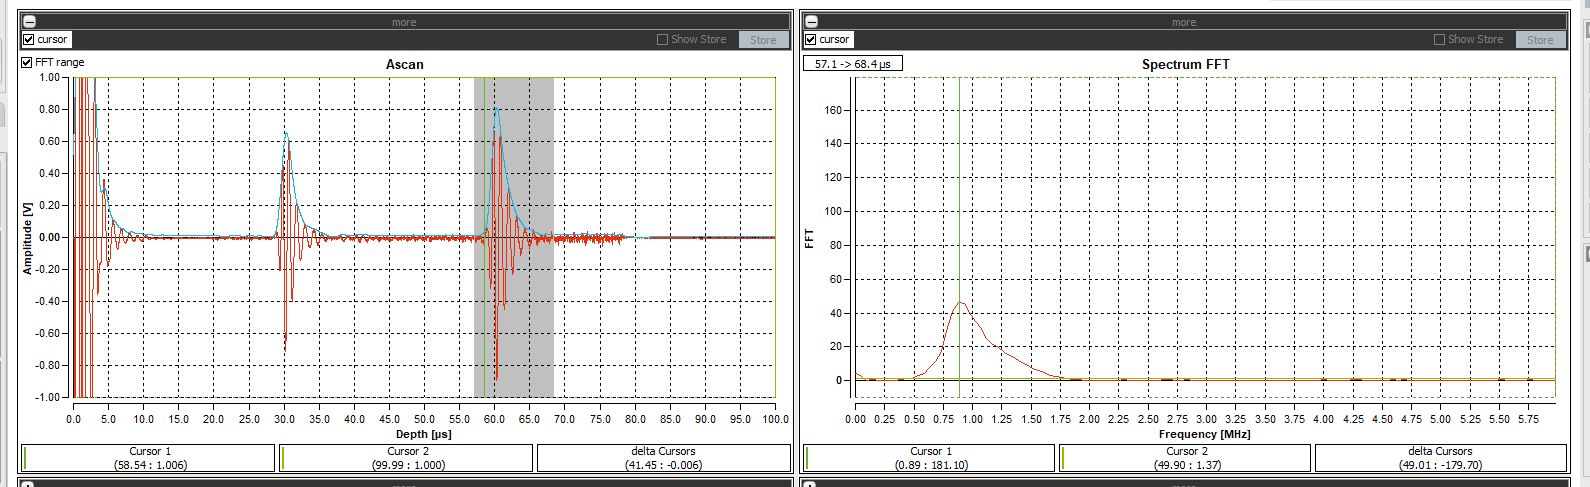 more
cursor
Show Store
Store
FFT range
Ascan
1.00
0.80
0.60
0.40
0.20
0.00
-0.20
-0.40
-0.60
-0.80
-1.00
Amplitude [V]
0.0 5.0 10.0 15.0 20.0 25.0 30.0 35.0 40.0 45.0 50.0 55.0 60.0 65.0 70.0 75.0 80.0 85.0 90.0 95.0 100.0
Depth [µs]
Cursor 1
(58.54 : 1.006)
Cursor 2
(99.99 : 1.000)
delta Cursors
(41.45 : -0.006)
more
cursor
Show Store
Store
57.1 -> 68.4 µs
Spectrum FFT
160
140
120
100
80
60
40
20
0
FFT
0.00 0.25 0.50 0.75 1.00 1.25 1.50 1.75 2.00 2.25 2.50 2.75 3.00 3.25 3.50 3.75 4.00 4.25 4.50 4.75 5.00 5.25 5.50 5.75
Frequency [MHz]
Cursor 1
(0.89 : 181.10)
Cursor 2
(49.90 : 1.37)
delta Cursors
(49.01 : -179.70)
more
more